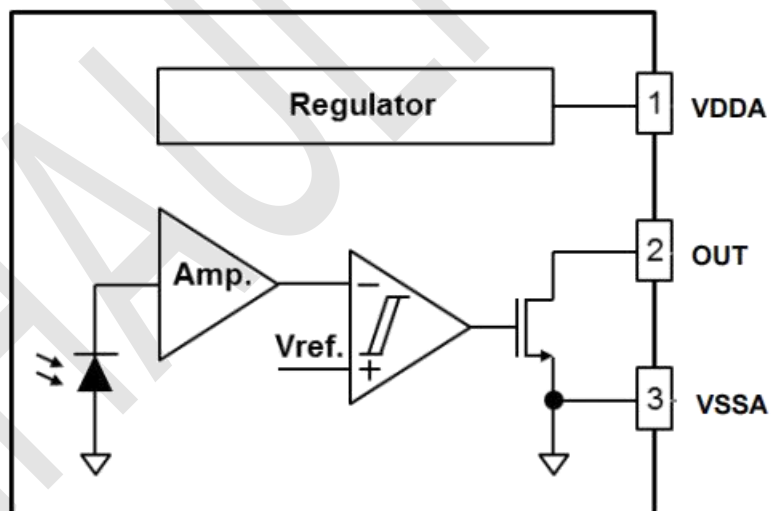 Regulator
1 VDDA
2 OUT
Amp.
−
Vref.
+
3 VSSA